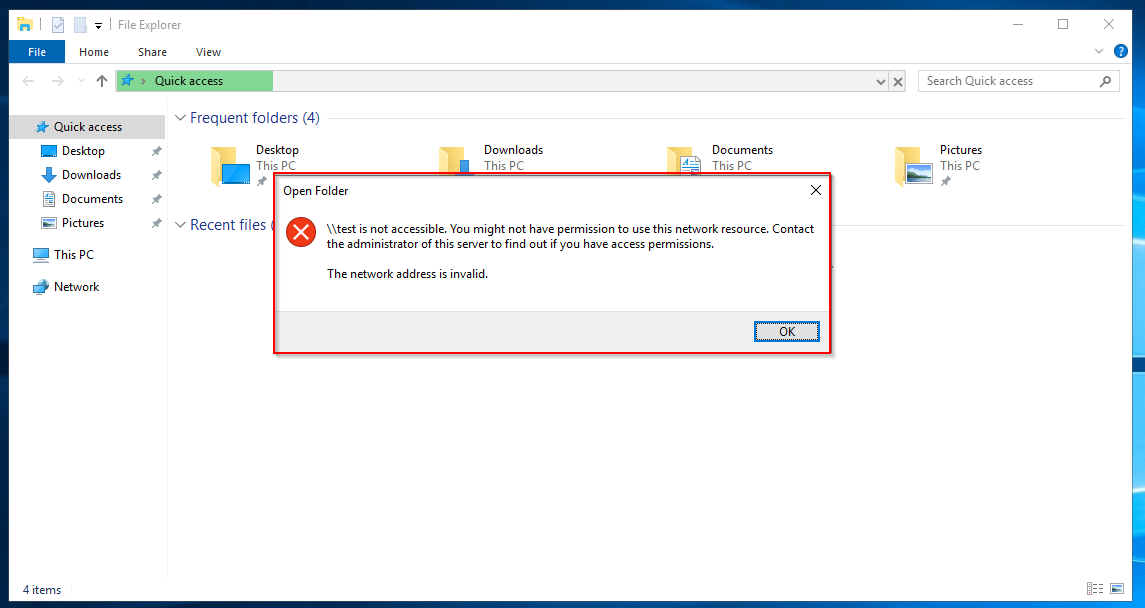 File Explorer
File Home Share View
Quick access
Search Quick access
Quick access
Desktop
Downloads
Documents
Pictures
This PC
Network
Frequent folders (4)
Desktop
This PC
Downloads
This PC
Documents
This PC
Pictures
This PC
Recent files (
Open Folder
\\test is not accessible. You might not have permission to use this network resource. Contact
the administrator of this server to find out if you have access permissions.
The network address is invalid.
OK
4 items